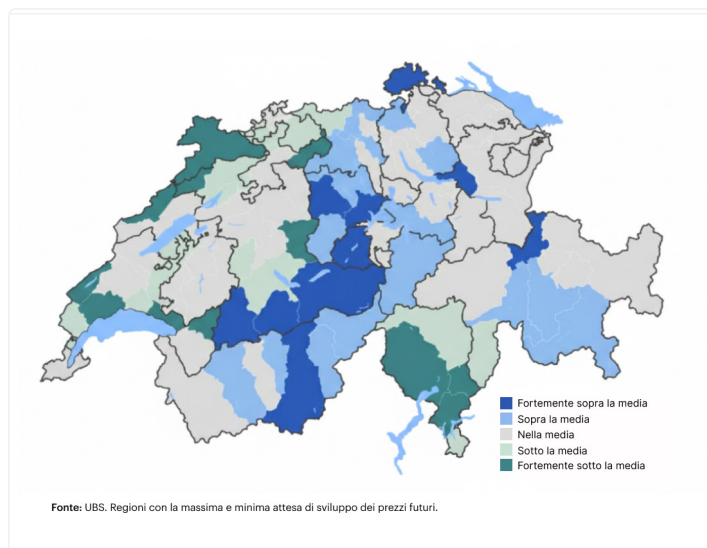 Fortemente sopra la media
Sopra la media
Nella media
Sotto la media
Fortemente sotto la media
Fonte: UBS. Regioni con la massima e minima attesa di sviluppo dei prezzi futuri.